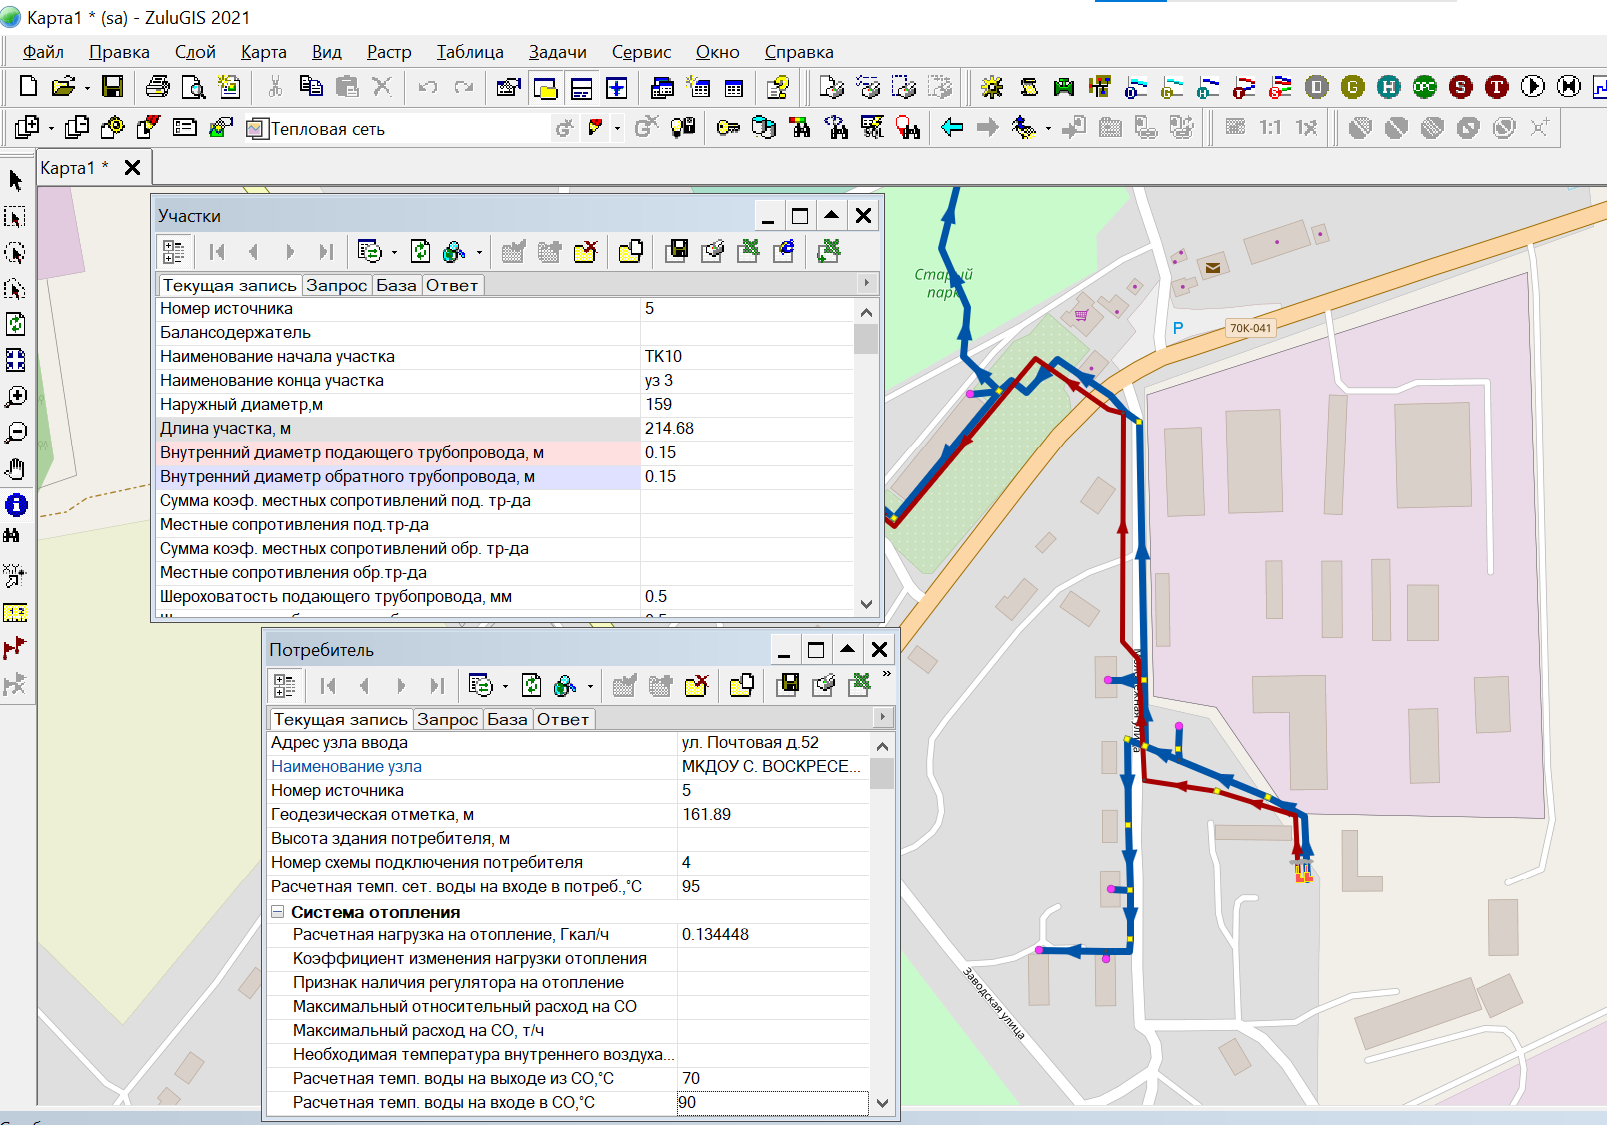 Карта1 * (sa) - ZuluGIS 2021
Файл Правка Слой Карта Вид Растр Таблица Задачи Сервис Окно Справка
Тепловая сеть
1:1
Карта1 *
Участки
Текущая запись Запрос База Ответ
Номер источника 5
Балансодержатель
Наименование начала участка ТК10
Наименование конца участка уз 3
Наружный диаметр,м 159
Длина участка, м 214.68
Внутренний диаметр подающего трубопровода, м 0.15
Внутренний диаметр обратного трубопровода, м 0.15
Сумма коэф. местных сопротивлений под. тр-да
Местные сопротивления под.тр-да
Сумма коэф. местных сопротивлений обр. тр-да
Местные сопротивления обр.тр-да
Шероховатость подающего трубопровода, мм 0.5
Потребитель
Текущая запись Запрос База Ответ
Адрес узла ввода ул. Почтовая д.52
Наименование узла МКДОУ С. ВОСКРЕСЕ...
Номер источника 5
Геодезическая отметка, м 161.89
Высота здания потребителя, м
Номер схемы подключения потребителя 4
Расчетная темп. сет. воды на входе в потреб.,°C 95
Система отопления
Расчетная нагрузка на отопление, Гкал/ч 0.134448
Коэффициент изменения нагрузки отопления
Признак наличия регулятора на отопление
Максимальный относительный расход на СО
Максимальный расход на СО, т/ч
Необходимая температура внутреннего воздуха...
Расчетная темп. воды на выходе из СО,°C 70
Расчетная темп. воды на входе в СО,°C 90
Старый
парк
P
70К-041
Заводская улица